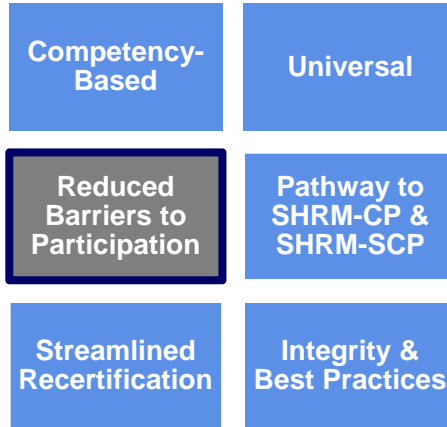 Competency-
Based
Universal
Reduced
Barriers to
Participation
Pathway to
SHRM-CP &
SHRM-SCP
Streamlined
Recertification
Integrity &
Best Practices